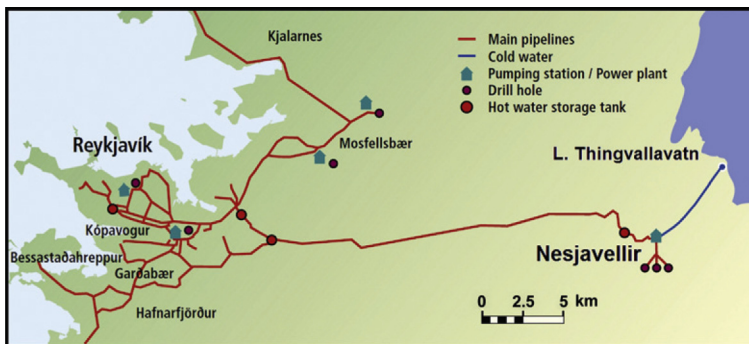 Kjalarnes
Main pipelines
Cold water
Pumping station / Power plant
Drill hole
Hot water storage tank
Reykjavík
Mosfellsbær
L. Thingvallavatn
Kópavogur
Bessastaðahreppur
Garðabær
Nesjavellir
Hafnarfjörður
0 2.5 5 km